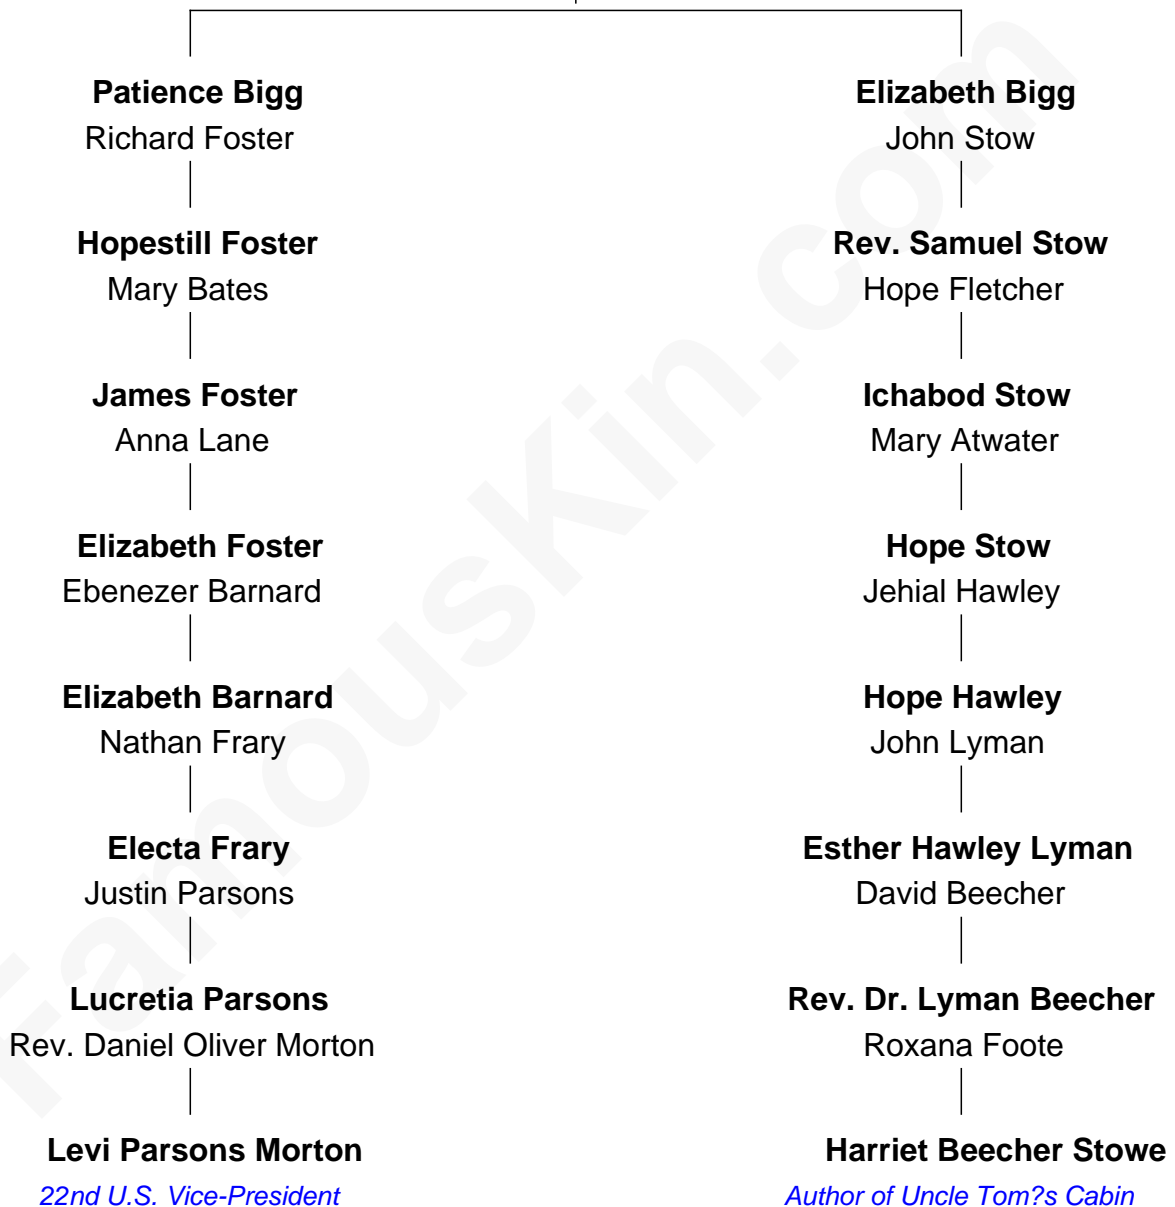 Patience Bigg
Richard Foster
Hopestill Foster
Mary Bates
James Foster
Anna Lane
Elizabeth Foster
Ebenezer Barnard
Elizabeth Barnard
Nathan Frary
Electa Frary
Justin Parsons
Lucretia Parsons
Rev. Daniel Oliver Morton
Levi Parsons Morton
22nd U.S. Vice-President
Elizabeth Bigg
John Stow
Rev. Samuel Stow
Hope Fletcher
Ichabod Stow
Mary Atwater
Hope Stow
Jehial Hawley
Hope Hawley
John Lyman
Esther Hawley Lyman
David Beecher
Rev. Dr. Lyman Beecher
Roxana Foote
Harriet Beecher Stowe
Author of Uncle Tom?s Cabin
FamousKin.com